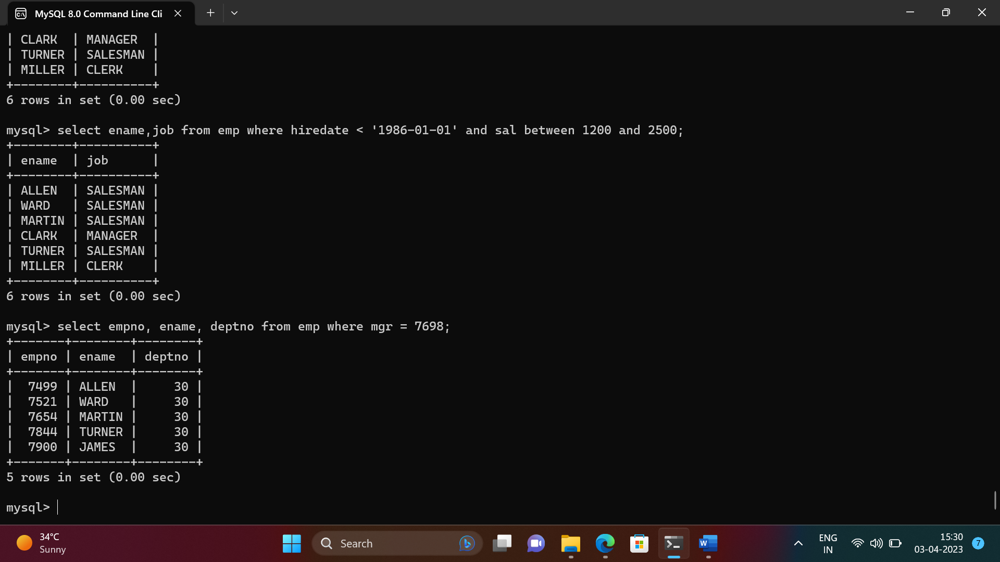 MySQL 8.0 Command Line Cli
| CLARK  | MANAGER  |
| TURNER | SALESMAN |
| MILLER | CLERK    |
+--------+----------+
6 rows in set (0.00 sec)
mysql> select ename,job from emp where hiredate < '1986-01-01' and sal between 1200 and 2500;
+--------+----------+
| ename  | job      |
+--------+----------+
| ALLEN  | SALESMAN |
| WARD   | SALESMAN |
| MARTIN | SALESMAN |
| CLARK  | MANAGER  |
| TURNER | SALESMAN |
| MILLER | CLERK    |
+--------+----------+
6 rows in set (0.00 sec)
mysql> select empno, ename, deptno from emp where mgr = 7698;
+-------+--------+--------+
| empno | ename  | deptno |
+-------+--------+--------+
|  7499 | ALLEN  |     30 |
|  7521 | WARD   |     30 |
|  7654 | MARTIN |     30 |
|  7844 | TURNER |     30 |
|  7900 | JAMES  |     30 |
+-------+--------+--------+
5 rows in set (0.00 sec)
mysql>
34°C
Sunny
Search
ENG
IN
15:30
03-04-2023
7